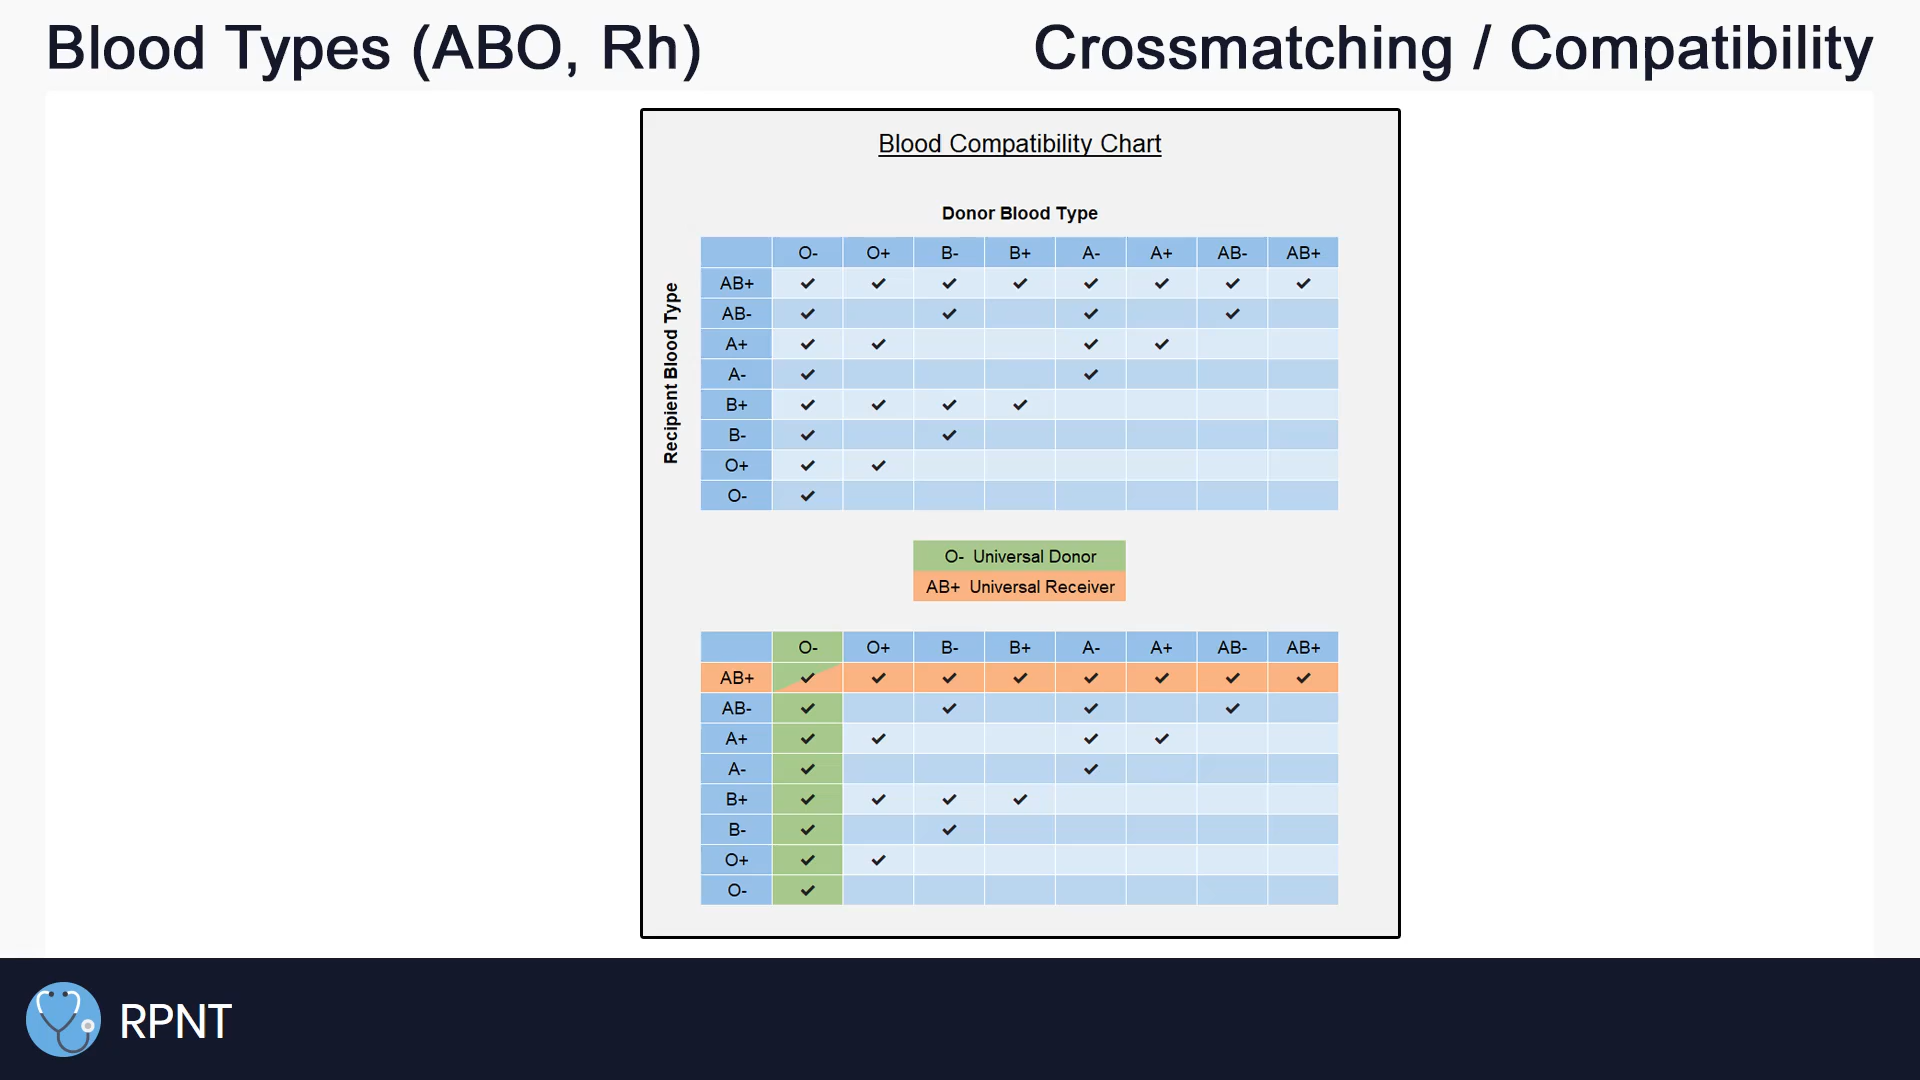 Blood Types (ABO, Rh)
Crossmatching / Compatibility
Blood Compatibility Chart
Donor Blood Type
Recipient Blood Type
O- O+ B- B+ A- A+ AB- AB+
AB+ ✔ ✔ ✔ ✔ ✔ ✔ ✔ ✔
AB- ✔ ✔ ✔ ✔
A+ ✔ ✔ ✔ ✔
A- ✔ ✔
B+ ✔ ✔ ✔ ✔
B- ✔ ✔
O+ ✔ ✔
O- ✔
O- Universal Donor
AB+ Universal Receiver
O- O+ B- B+ A- A+ AB- AB+
AB+ ✔ ✔ ✔ ✔ ✔ ✔ ✔ ✔
AB- ✔ ✔ ✔ ✔
A+ ✔ ✔ ✔ ✔
A- ✔ ✔
B+ ✔ ✔ ✔ ✔
B- ✔ ✔
O+ ✔ ✔
O- ✔
RPNT